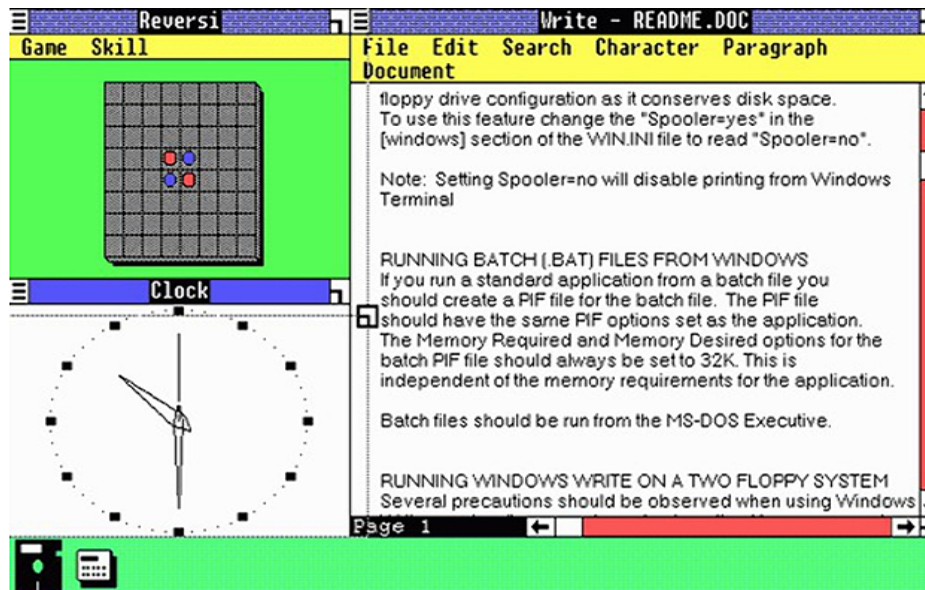 Reversi
Game Skill
Clock
Write - README.DOC
File Edit Search Character Paragraph
Document
floppy drive configuration as it conserves disk space.
To use this feature change the "Spooler=yes" in the
[windows] section of the WIN.INI file to read "Spooler=no".
Note: Setting Spooler=no will disable printing from Windows
Terminal
RUNNING BATCH (.BAT) FILES FROM WINDOWS
If you run a standard application from a batch file you
should create a PIF file for the batch file. The PIF file
should have the same PIF options set as the application.
The Memory Required and Memory Desired options for the
batch PIF file should always be set to 32K. This is
independent of the memory requirements for the application.
Batch files should be run from the MS-DOS Executive.
RUNNING WINDOWS WRITE ON A TWO FLOPPY SYSTEM
Several precautions should be observed when using Windows
Page 1